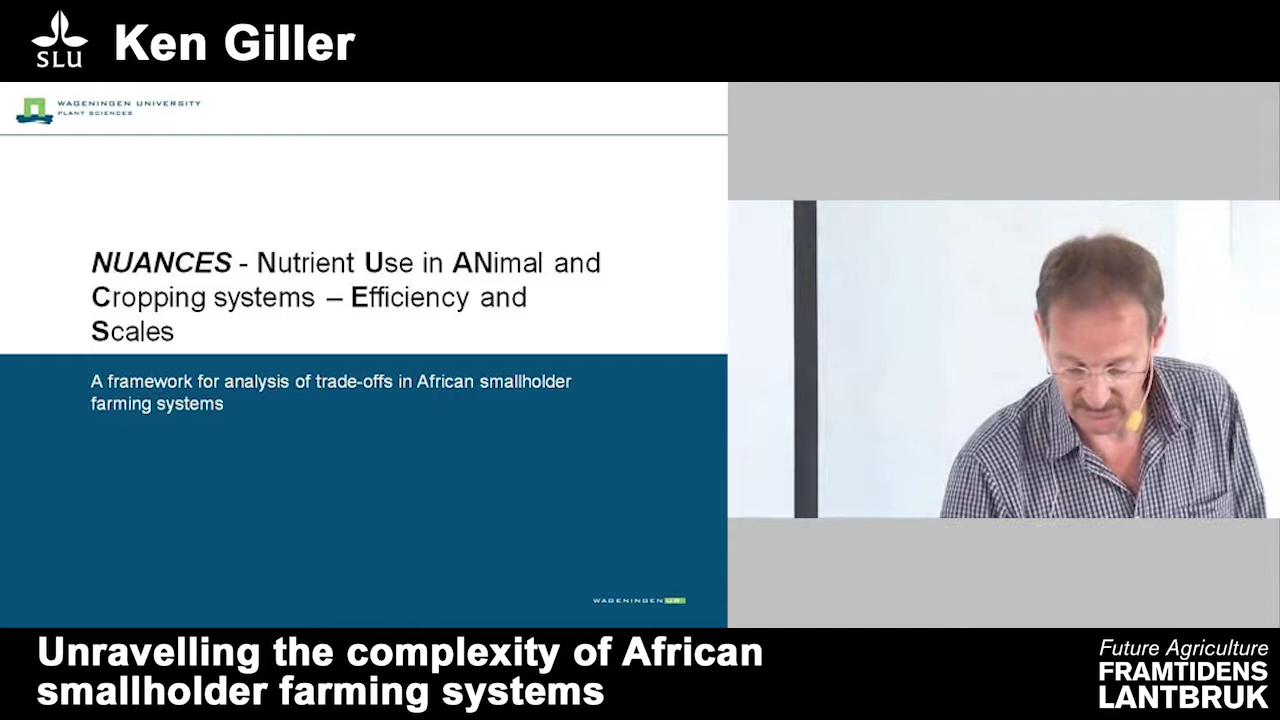 SLU
Ken Giller
WAGENINGEN UNIVERSITY
PLANT SCIENCES
NUANCES - Nutrient Use in ANimal and
Cropping systems – Efficiency and
Scales
A framework for analysis of trade-offs in African smallholder
farming systems
WAGENINGEN UR
Unravelling the complexity of African
smallholder farming systems
Future Agriculture
FRAMTIDENS
LANTBRUK